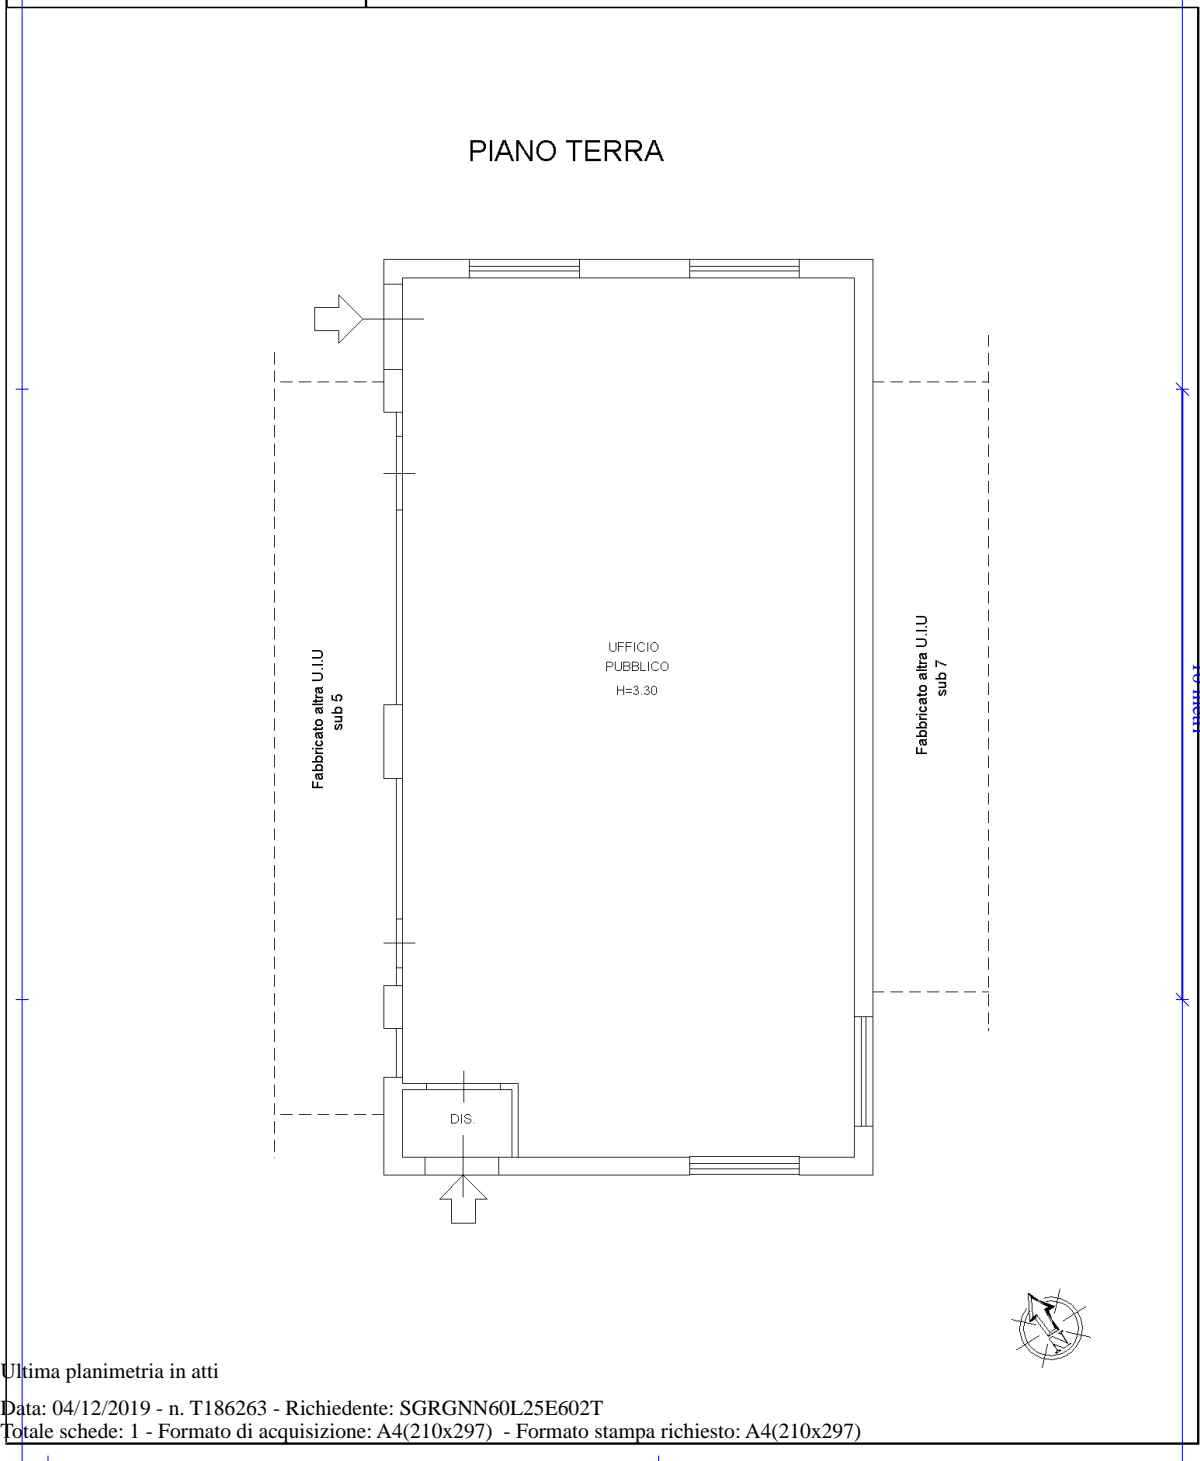 PIANO TERRA
UFFICIO
PUBBLICO
H=3.30
Fabbricato altra U.I.U
sub 5
Fabbricato altra U.I.U
sub 7
10 metri
DIS.
N
Ultima planimetria in atti
Data: 04/12/2019 - n. T186263 - Richiedente: SGRGNN60L25E602T
Totale schede: 1 - Formato di acquisizione: A4(210x297) - Formato stampa richiesto: A4(210x297)